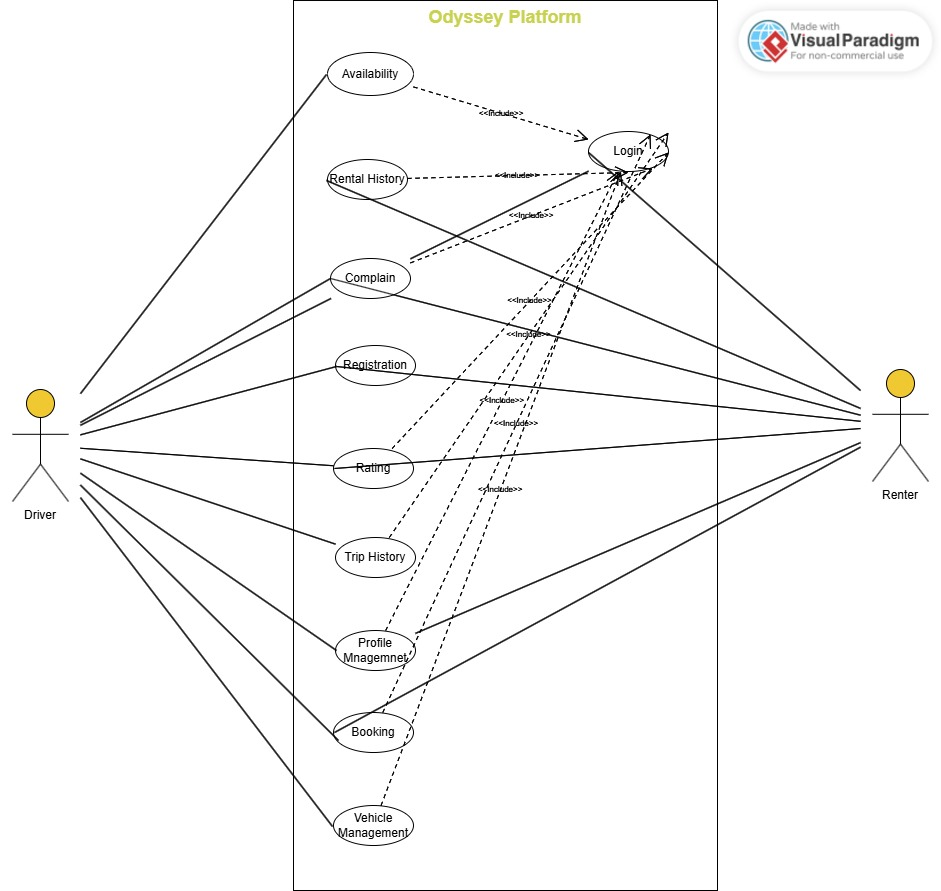 Odyssey Platform
Made with
Visual Paradigm
For non-commercial use
Availability
<<Include>>
Login
Rental History
<<Include>>
<<Include>>
Complain
<<Include>>
<<Include>>
Registration
<<Include>>
<<Include>>
Rating
<<Include>>
Driver
Renter
Trip History
Profile
Mnagemnet
Booking
Vehicle
Management